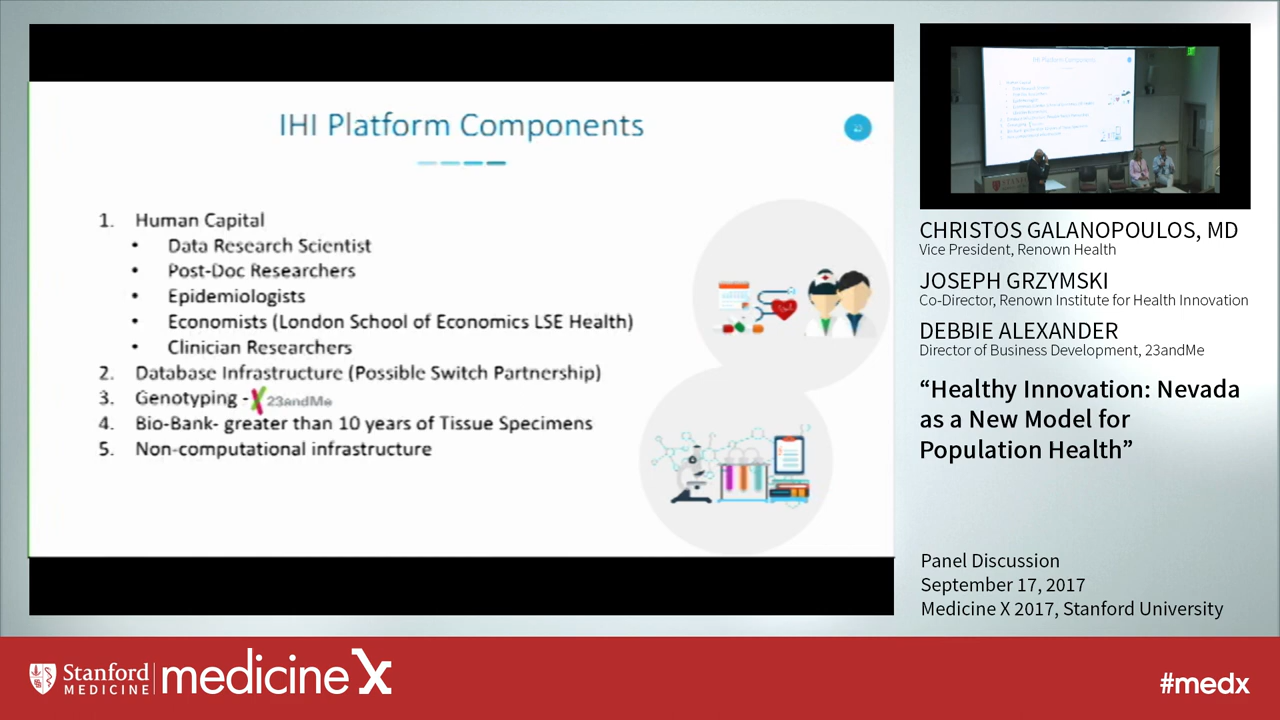 IHI Platform Components
1. Human Capital
• Data Research Scientist
• Post-Doc Researchers
• Epidemiologists
• Economists (London School of Economics LSE Health)
• Clinician Researchers
2. Database Infrastructure (Possible Switch Partnership)
3. Genotyping - 23andMe
4. Bio-Bank- greater than 10 years of Tissue Specimens
5. Non-computational infrastructure
IHI Platform Components
CHRISTOS GALANOPOULOS, MD
Vice President, Renown Health
JOSEPH GRZYMSKI
Co-Director, Renown Institute for Health Innovation
DEBBIE ALEXANDER
Director of Business Development, 23andMe
“Healthy Innovation: Nevada
as a New Model for
Population Health”
Panel Discussion
September 17, 2017
Medicine X 2017, Stanford University
Stanford
MEDICINE
medicineX
#medx